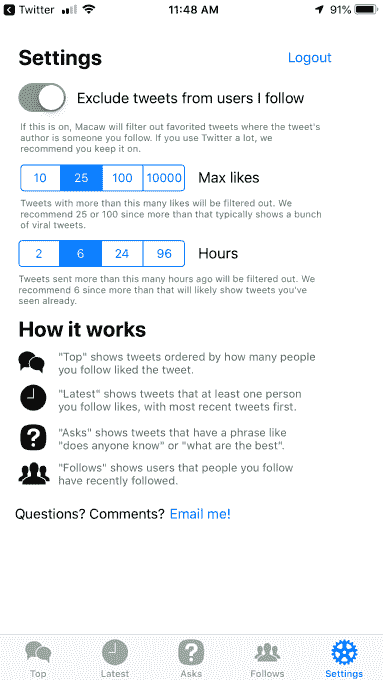 Twitter 11:48 AM 91%
Settings Logout
Exclude tweets from users I follow
If this is on, Macaw will filter out favorited tweets where the tweet's
author is someone you follow. If you use Twitter a lot, we
recommend you keep it on.
10 25 100 10000 Max likes
Tweets with more than this many likes will be filtered out. We
recommend 25 or 100 since more than that typically shows a bunch
of viral tweets.
2 6 24 96 Hours
Tweets sent more than this many hours ago will be filtered out. We
recommend 6 since more than that will likely show tweets you've
seen already.
How it works
"Top" shows tweets ordered by how many people
you follow liked the tweet.
"Latest" shows tweets that at least one person
you follow likes, with most recent tweets first.
"Asks" shows tweets that have a phrase like
"does anyone know" or "what are the best".
"Follows" shows users that people you follow
have recently followed.
Questions? Comments? Email me!
Top Latest Asks Follows Settings